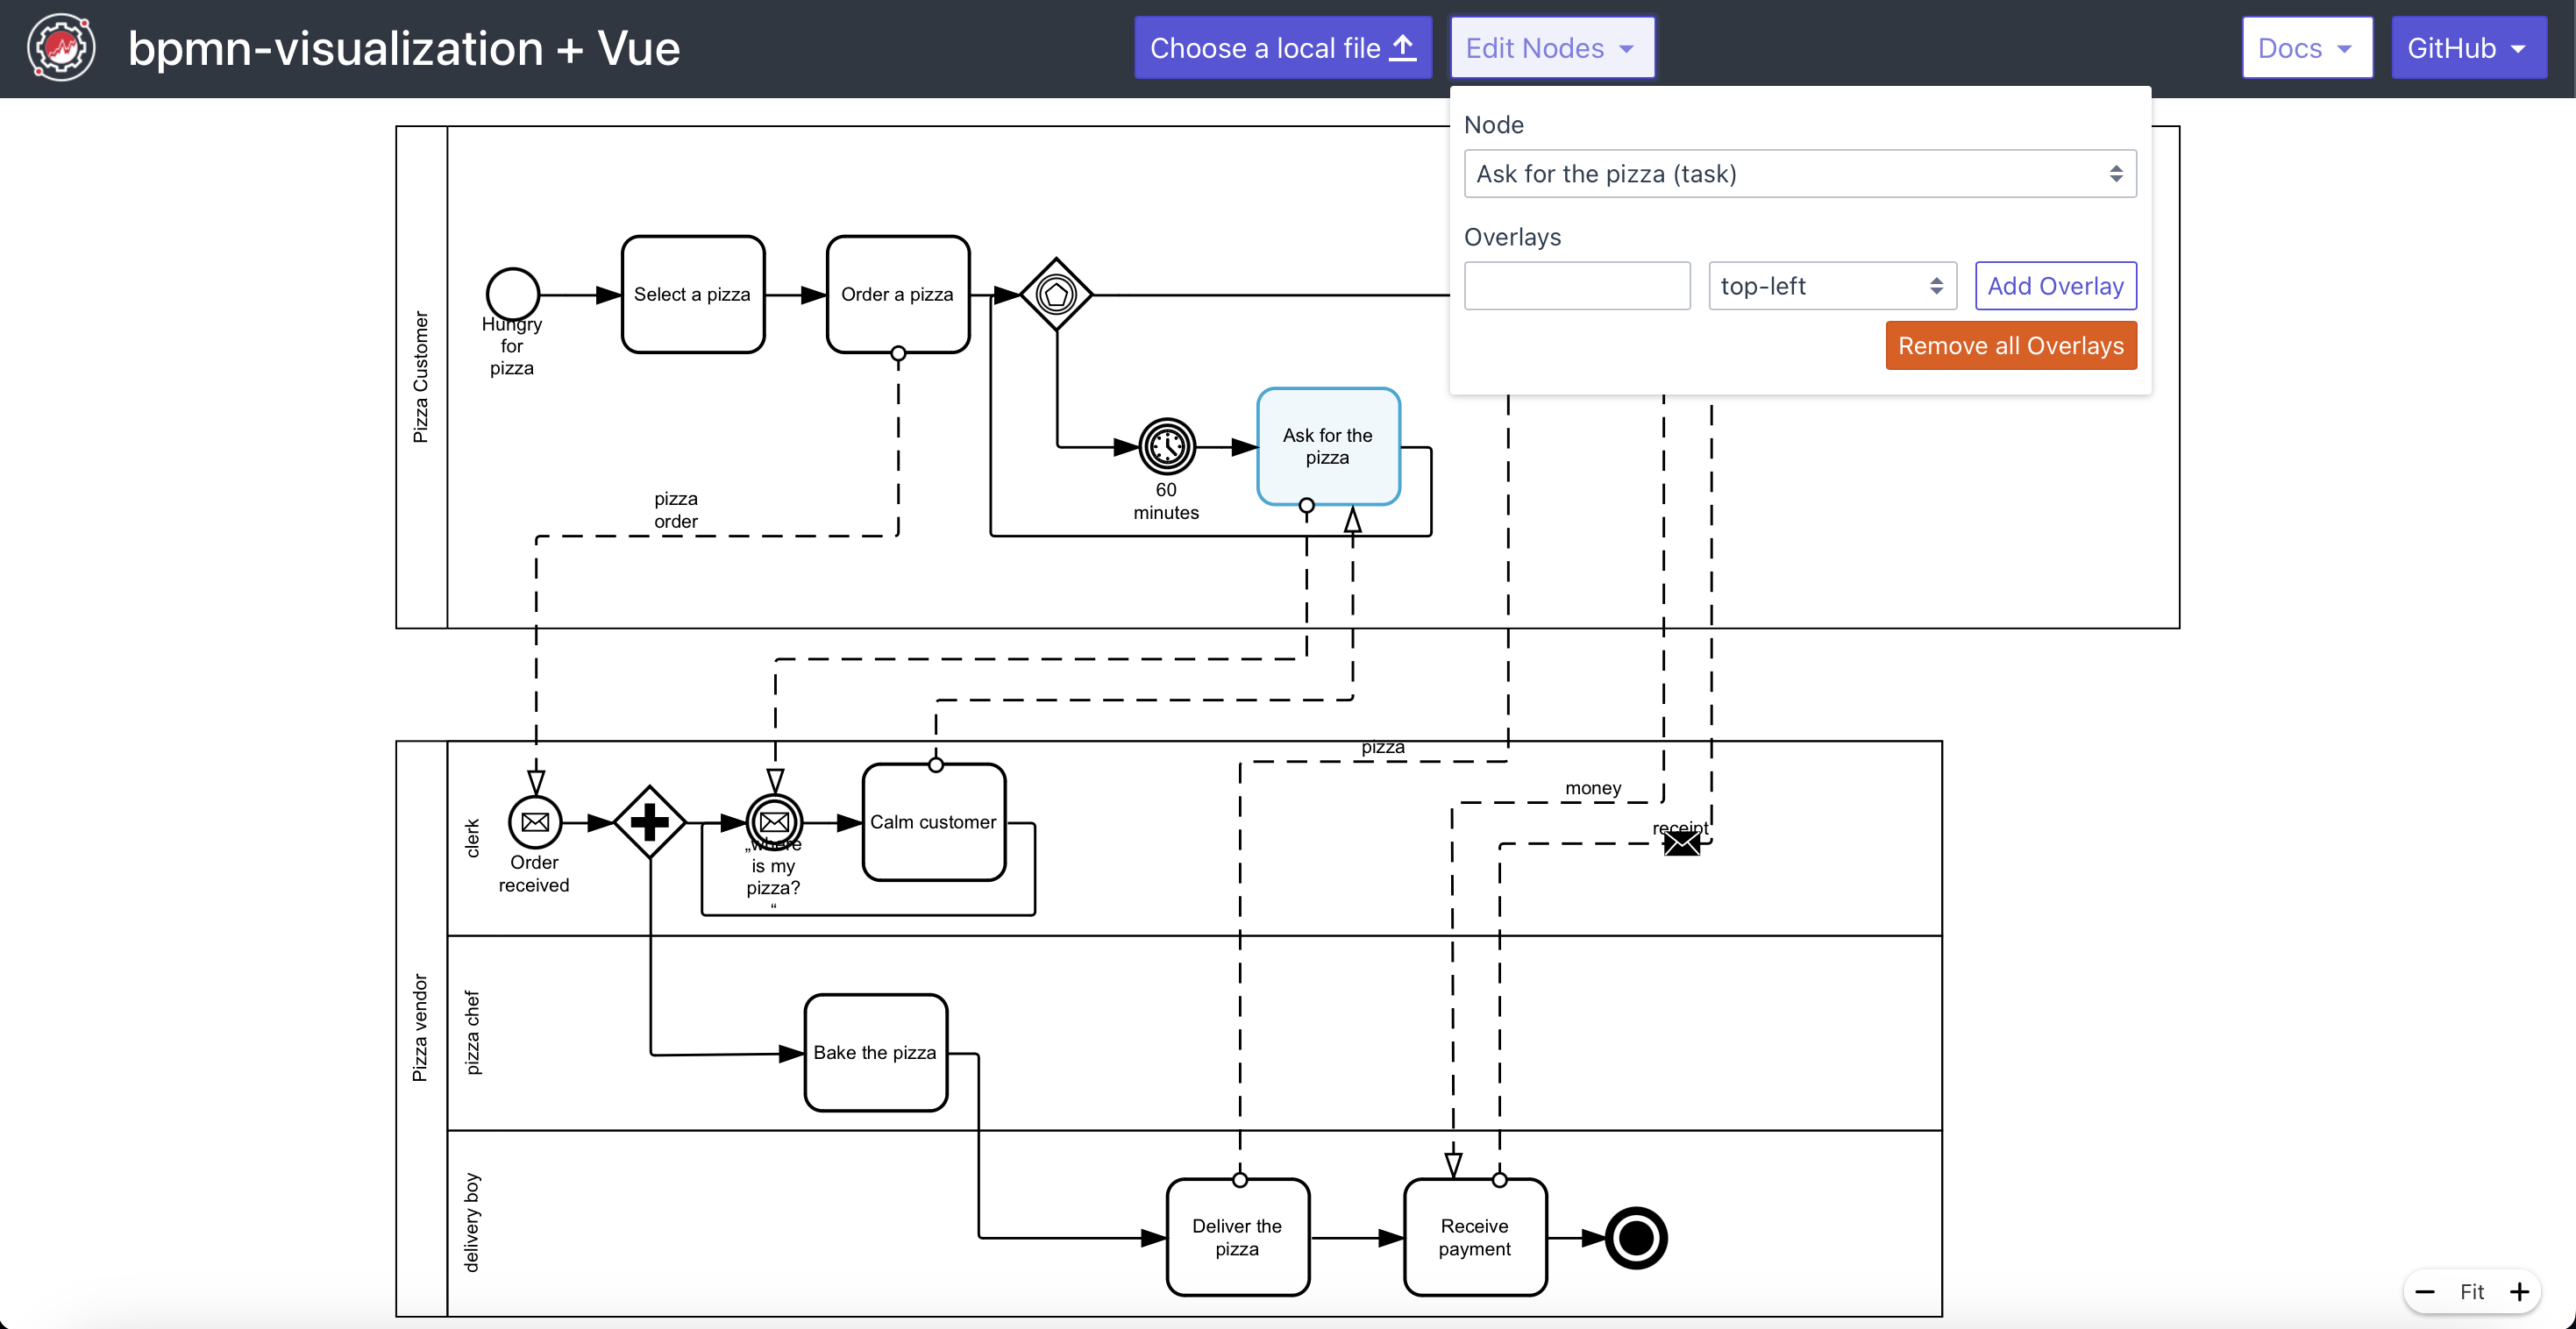 bpmn-visualization + Vue
Choose a local file
Edit Nodes
Docs
GitHub
Node
Ask for the pizza (task)
Overlays
top-left
Add Overlay
Remove all Overlays
Pizza Customer
Hungry
for
pizza
Select a pizza
Order a pizza
60
minutes
Ask for the
pizza
pizza
order
Pizza vendor
clerk
Order
received
„where
is my
pizza?
“
Calm customer
pizza
money
receipt
pizza chef
Bake the pizza
delivery boy
Deliver the
pizza
Receive
payment
Fit